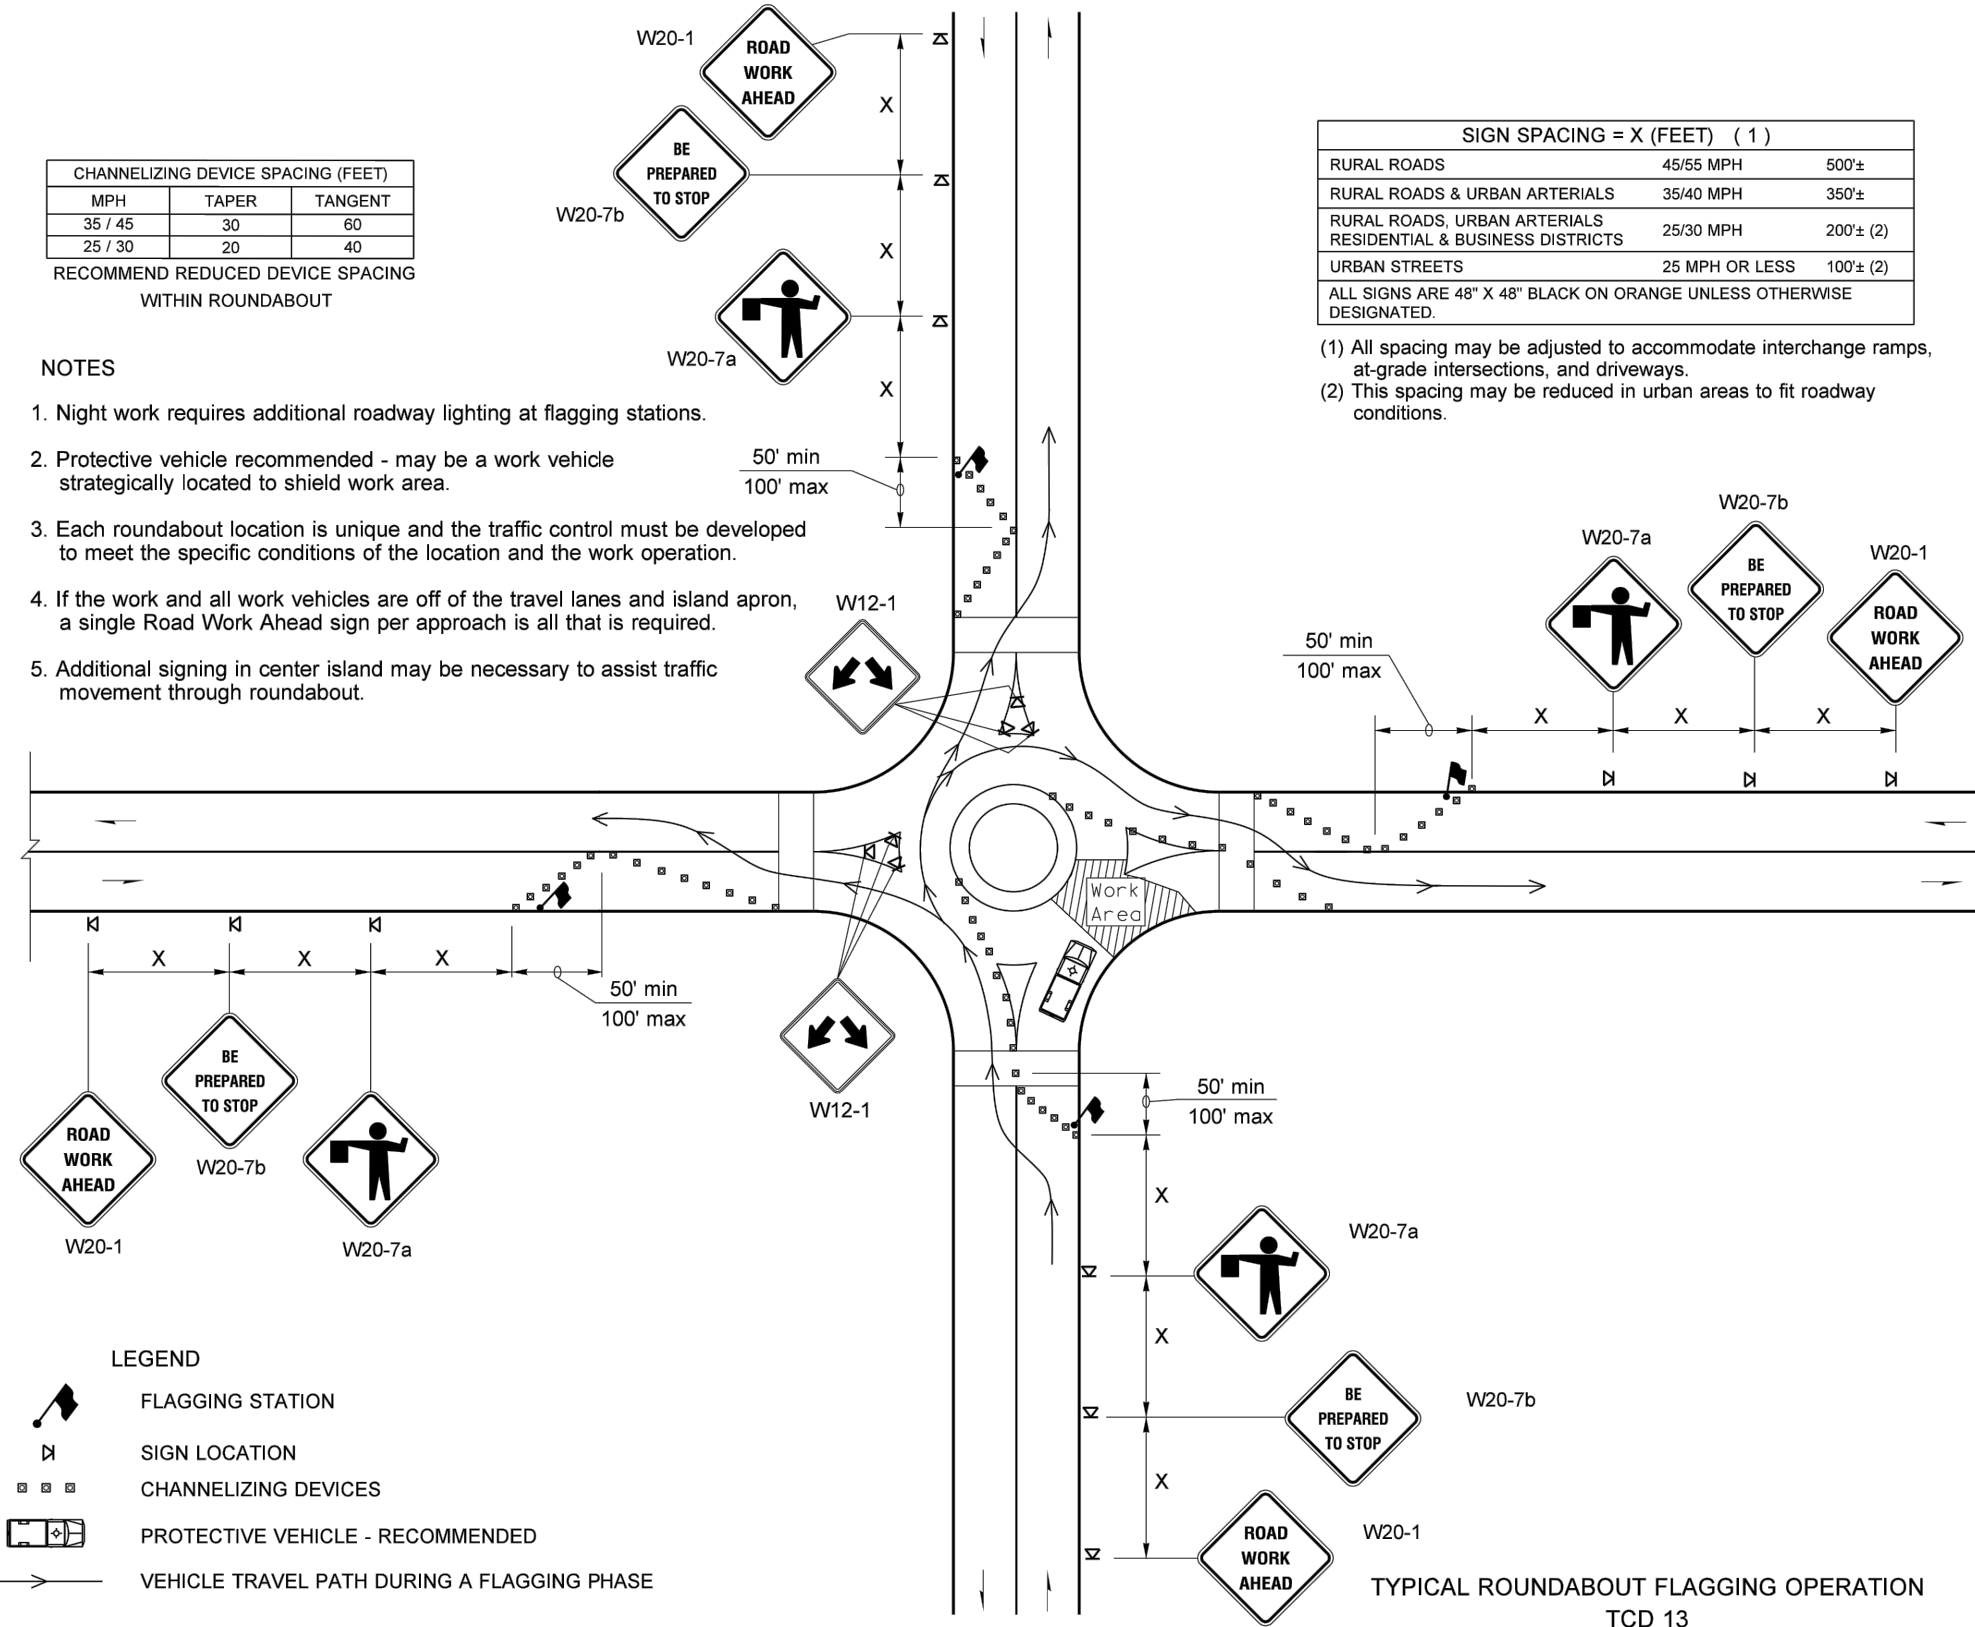 W20-1
ROAD
WORK
AHEAD
X
BE
PREPARED
TO STOP
W20-7b
X
W20-7a
X
50' min
100' max
CHANNELIZING DEVICE SPACING (FEET)
MPH TAPER TANGENT
35 / 45 30 60
25 / 30 20 40
RECOMMEND REDUCED DEVICE SPACING
WITHIN ROUNDABOUT
SIGN SPACING = X (FEET) ( 1 )
RURAL ROADS 45/55 MPH 500'±
RURAL ROADS & URBAN ARTERIALS 35/40 MPH 350'±
RURAL ROADS, URBAN ARTERIALS
RESIDENTIAL & BUSINESS DISTRICTS 25/30 MPH 200'± (2)
URBAN STREETS 25 MPH OR LESS 100'± (2)
ALL SIGNS ARE 48" X 48" BLACK ON ORANGE UNLESS OTHERWISE
DESIGNATED.
(1) All spacing may be adjusted to accommodate interchange ramps,
at-grade intersections, and driveways.
(2) This spacing may be reduced in urban areas to fit roadway
conditions.
NOTES
1. Night work requires additional roadway lighting at flagging stations.
2. Protective vehicle recommended - may be a work vehicle
strategically located to shield work area.
3. Each roundabout location is unique and the traffic control must be developed
to meet the specific conditions of the location and the work operation.
4. If the work and all work vehicles are off of the travel lanes and island apron,
a single Road Work Ahead sign per approach is all that is required.
5. Additional signing in center island may be necessary to assist traffic
movement through roundabout.
W12-1
W20-7b
W20-7a
W20-1
BE
PREPARED
TO STOP
ROAD
WORK
AHEAD
50' min
100' max
X
X
X
Work
Area
X
X
X
50' min
100' max
BE
PREPARED
TO STOP
W20-7b
ROAD
WORK
AHEAD
W20-1
W20-7a
W12-1
50' min
100' max
X
W20-7a
X
BE
PREPARED
TO STOP
W20-7b
X
ROAD
WORK
AHEAD
W20-1
LEGEND
FLAGGING STATION
SIGN LOCATION
CHANNELIZING DEVICES
PROTECTIVE VEHICLE - RECOMMENDED
VEHICLE TRAVEL PATH DURING A FLAGGING PHASE
TYPICAL ROUNDABOUT FLAGGING OPERATION
TCD 13